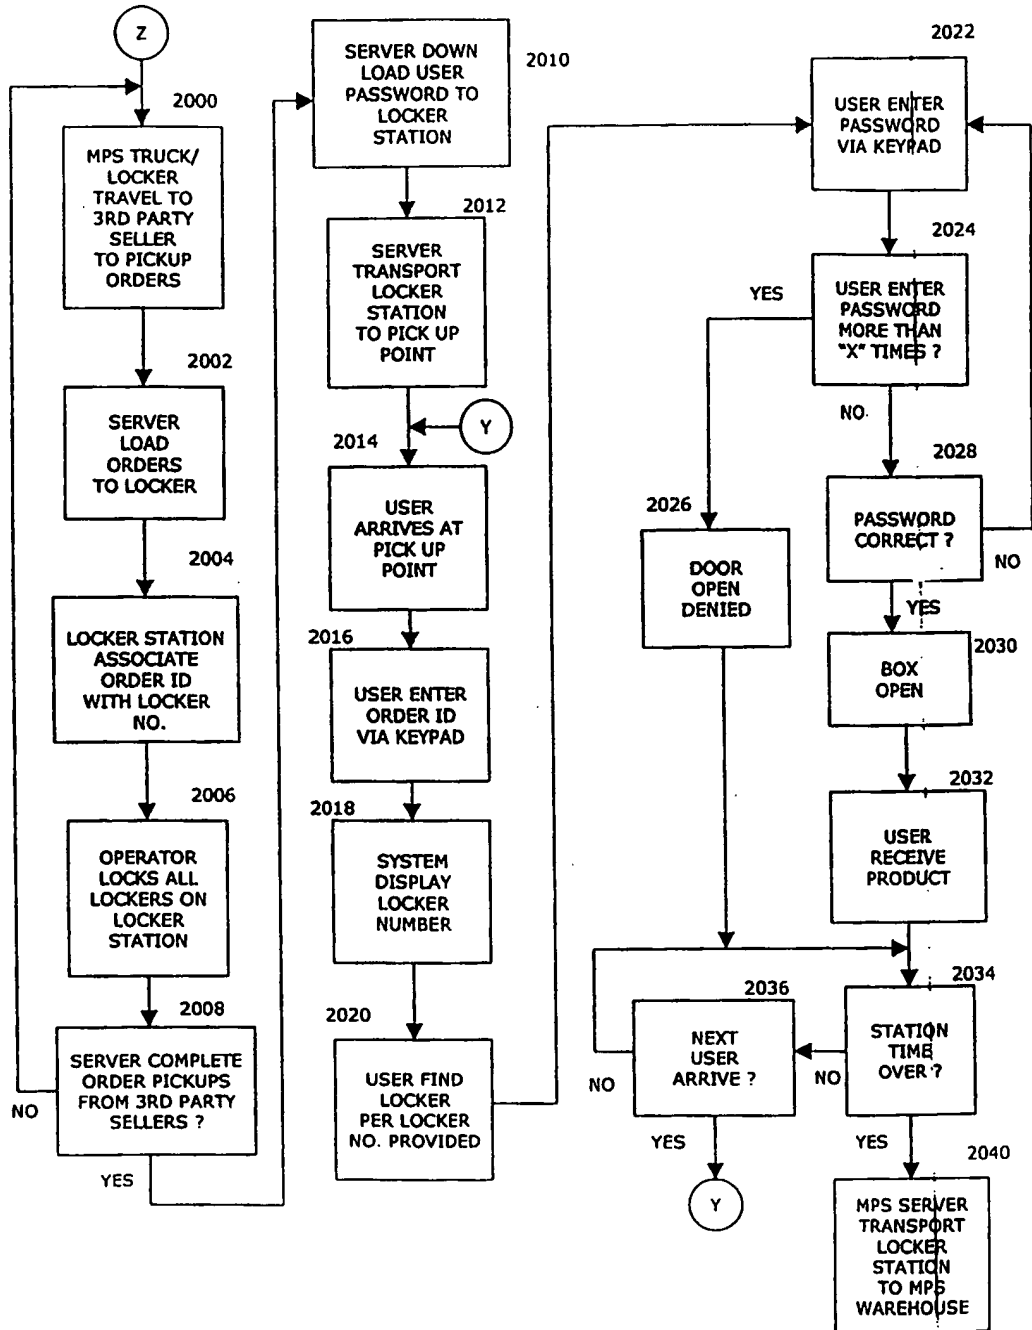 Z
2000
MPS TRUCK/
LOCKER
TRAVEL TO
3RD PARTY
SELLER
TO PICKUP
ORDERS
2002
SERVER
LOAD
ORDERS
TO LOCKER
2004
LOCKER STATION
ASSOCIATE
ORDER ID
WITH LOCKER
NO.
2006
OPERATOR
LOCKS ALL
LOCKERS ON
LOCKER
STATION
2008
SERVER COMPLETE
ORDER PICKUPS
FROM 3RD PARTY
SELLERS ?
NO
YES
2010
SERVER DOWN
LOAD USER
PASSWORD TO
LOCKER
STATION
2012
SERVER
TRANSPORT
LOCKER
STATION
TO PICK UP
POINT
Y
2014
USER
ARRIVES AT
PICK UP
POINT
2016
USER ENTER
ORDER ID
VIA KEYPAD
2018
SYSTEM
DISPLAY
LOCKER
NUMBER
2020
USER FIND
LOCKER
PER LOCKER
NO. PROVIDED
2022
USER ENTER
PASSWORD
VIA KEYPAD
2024
USER ENTER
PASSWORD
MORE THAN
"X" TIMES ?
YES
NO
2026
DOOR
OPEN
DENIED
2028
PASSWORD
CORRECT ?
NO
YES
2030
BOX
OPEN
2032
USER
RECEIVE
PRODUCT
2034
STATION
TIME
OVER ?
NO
YES
2036
NEXT
USER
ARRIVE ?
NO
YES
Y
2040
MPS SERVER
TRANSPORT
LOCKER
STATION
TO MPS
WAREHOUSE